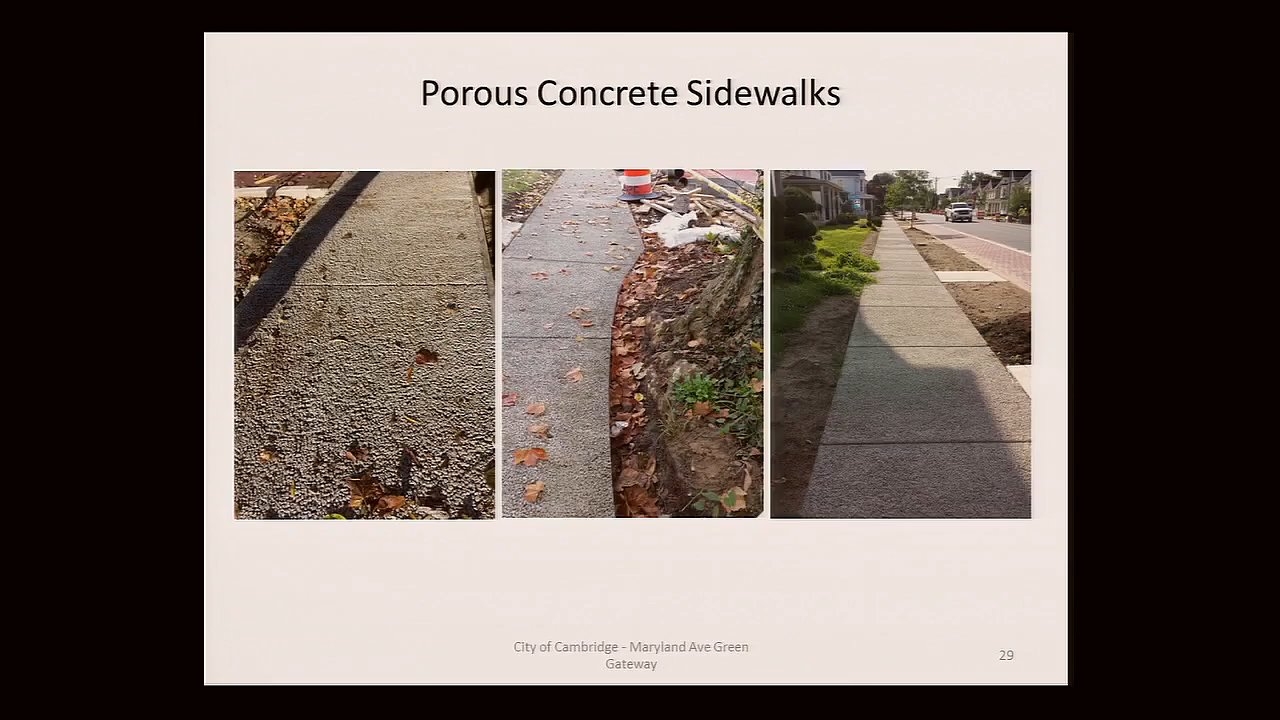 Porous Concrete Sidewalks
City of Cambridge - Maryland Ave Green
Gateway
29